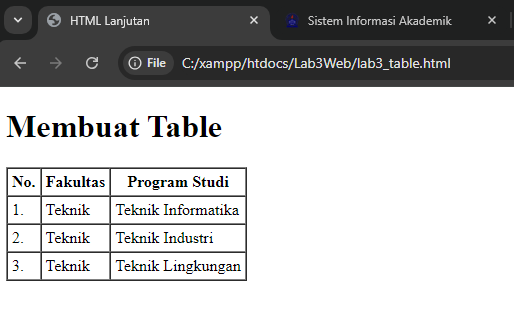 HTML Lanjutan
Sistem Informasi Akademik
File C:/xampp/htdocs/Lab3Web/lab3_table.html
Membuat Table
No. Fakultas Program Studi
1. Teknik Teknik Informatika
2. Teknik Teknik Industri
3. Teknik Teknik Lingkungan